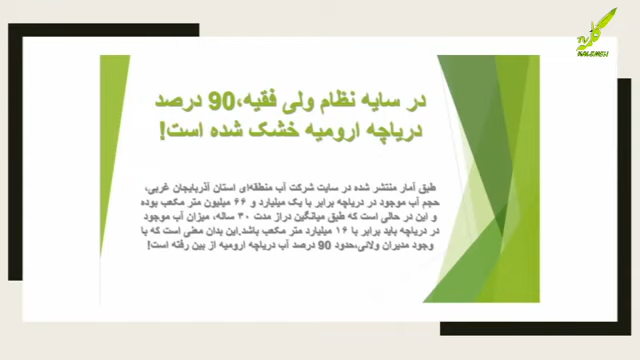 KALEMEH
در سایه نظام ولی فقیه،90 درصد
دریاچه ارومیه خشک شده است!
طبق آمار منتشر شده در سایت شرکت آب منطقه‌ای استان آذربایجان غربی،
حجم آب موجود در دریاچه برابر با یک میلیارد و ۶۶ میلیون متر مکعب بوده
و این در حالی است که طبق میانگین دراز مدت ۳۰ ساله، میزان آب موجود
در دریاچه باید برابر با ۱۶ میلیارد متر مکعب باشد.این بدان معنی است که با
وجود مدیران ولائی،حدود 90 درصد آب دریاچه ارومیه از بین رفته است!